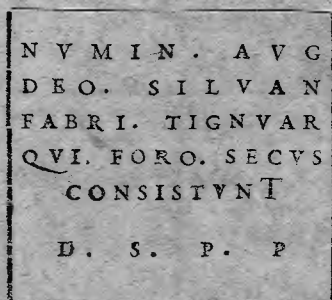 NVMIN. AVG
DEO. SILVAN
FABRI. TIGNVAR
QVI. FORO. SECVS
CONSISTVNT
D. S. P. P